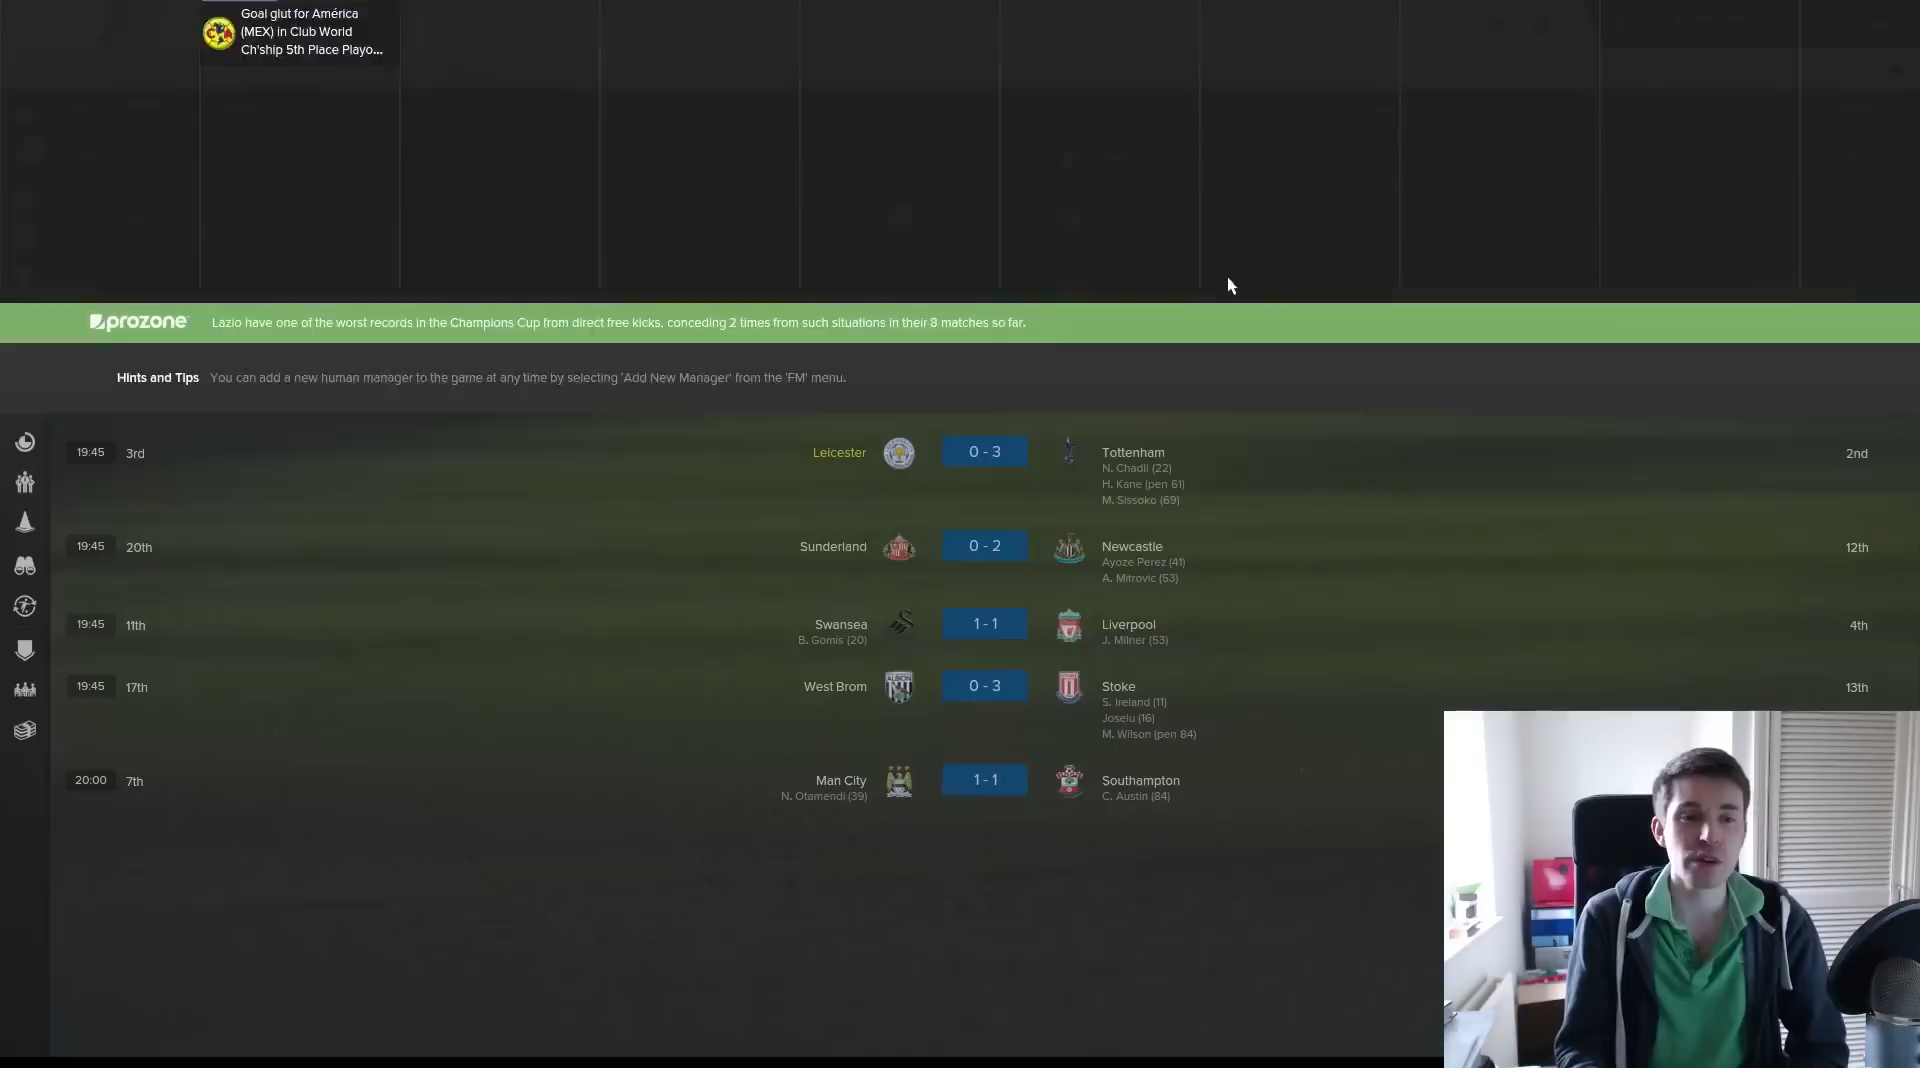 Goal glut for América
(MEX) in Club World
Ch'ship 5th Place Playo...
prozone Lazio have one of the worst records in the Champions Cup from direct free kicks, conceding 2 times from such situations in their 8 matches so far.
Hints and Tips You can add a new human manager to the game at any time by selecting 'Add New Manager' from the 'FM' menu.
19:45 3rd Leicester 0 - 3 Tottenham 2nd
N. Chadli (22)
H. Kane (pen 61)
M. Sissoko (69)
19:45 20th Sunderland 0 - 2 Newcastle 12th
Ayoze Perez (41)
A. Mitrovic (53)
19:45 11th Swansea 1 - 1 Liverpool 4th
B. Gomis (20) J. Milner (53)
19:45 17th West Brom 0 - 3 Stoke 13th
S. Ireland (11)
Joselu (16)
M. Wilson (pen 84)
20:00 7th Man City 1 - 1 Southampton
N. Otamendi (39) C. Austin (84)